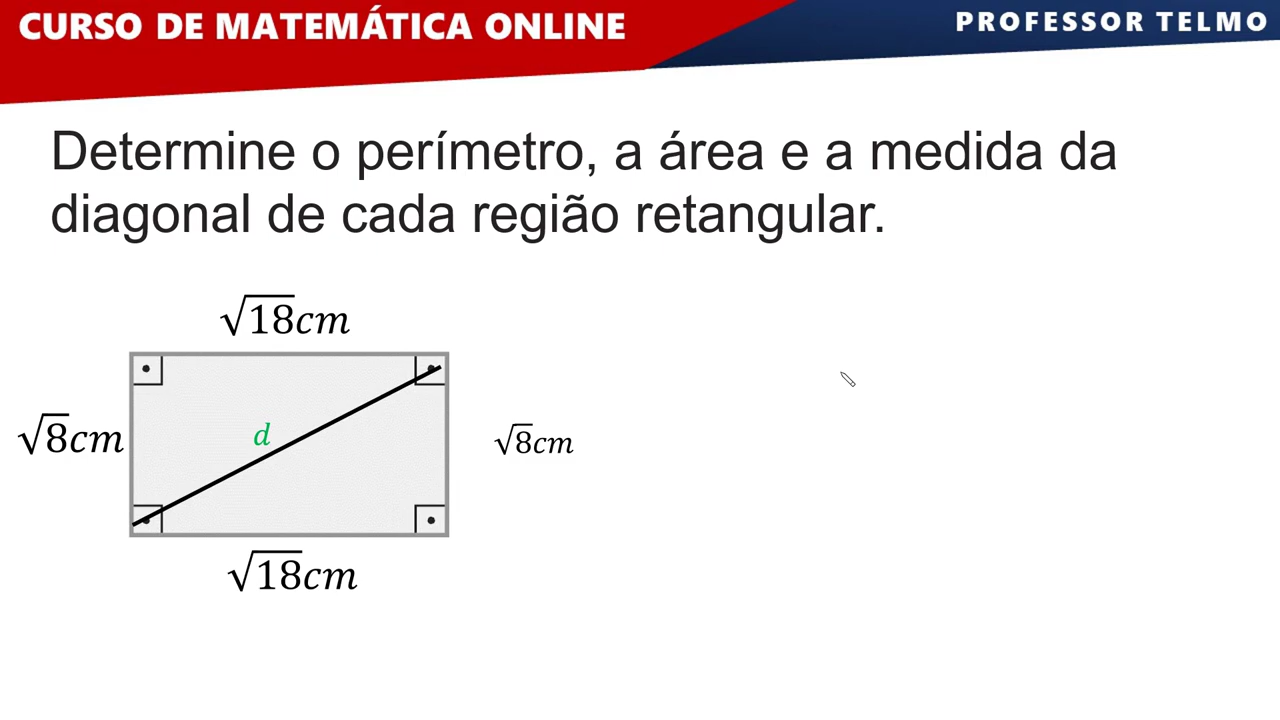 CURSO DE MATEMÁTICA ONLINE
PROFESSOR TELMO
Determine o perímetro, a área e a medida da
diagonal de cada região retangular.
√18cm
√8cm
d
√8cm
√18cm